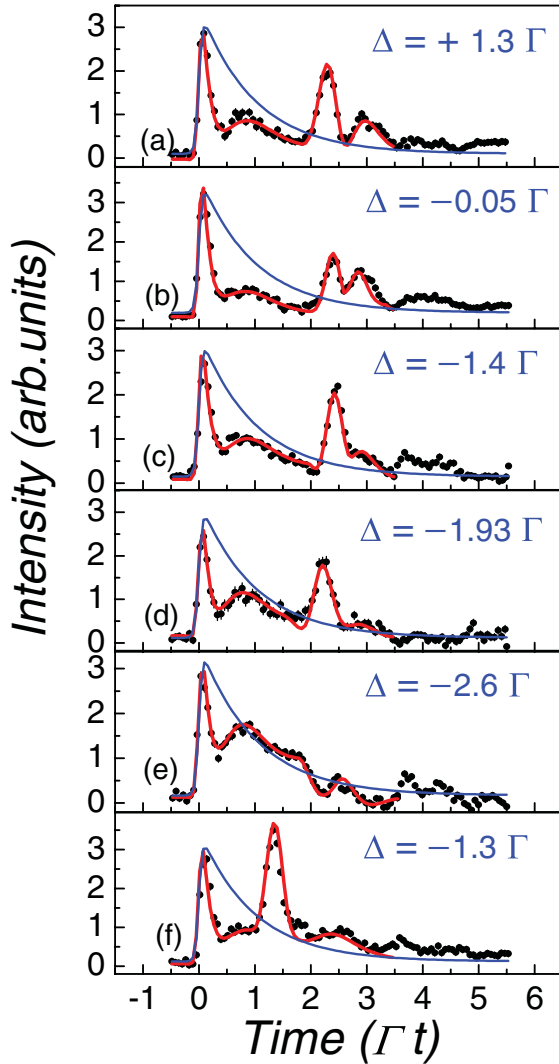 Intensity (arb.units)
3
2
1
0
(a)
Δ = + 1.3 Γ
3
2
1
0
(b)
Δ = −0.05 Γ
3
2
1
0
(c)
Δ = −1.4 Γ
3
2
1
0
(d)
Δ = −1.93 Γ
3
2
1
0
(e)
Δ = −2.6 Γ
3
2
1
0
(f)
Δ = −1.3 Γ
-1 0 1 2 3 4 5 6
Time (Γ t)